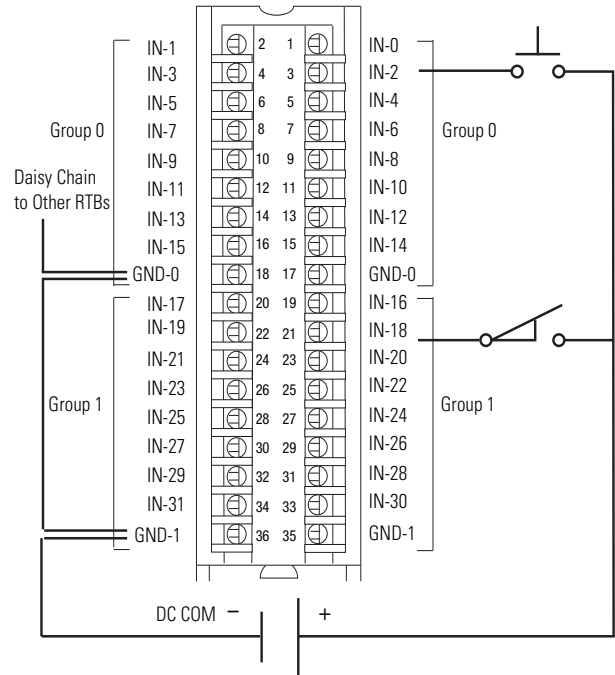 IN-1 2 1 IN-0
IN-3 4 3 IN-2
IN-5 6 5 IN-4
IN-7 8 7 IN-6
Group 0 Group 0
IN-9 10 9 IN-8
Daisy Chain
to Other RTBs
IN-11 12 11 IN-10
IN-13 14 13 IN-12
IN-15 16 15 IN-14
GND-0 18 17 GND-0
IN-17 20 19 IN-16
IN-19 22 21 IN-18
IN-21 24 23 IN-20
IN-23 26 25 IN-22
Group 1 Group 1
IN-25 28 27 IN-24
IN-27 30 29 IN-26
IN-29 32 31 IN-28
IN-31 34 33 IN-30
GND-1 36 35 GND-1
DC COM – +